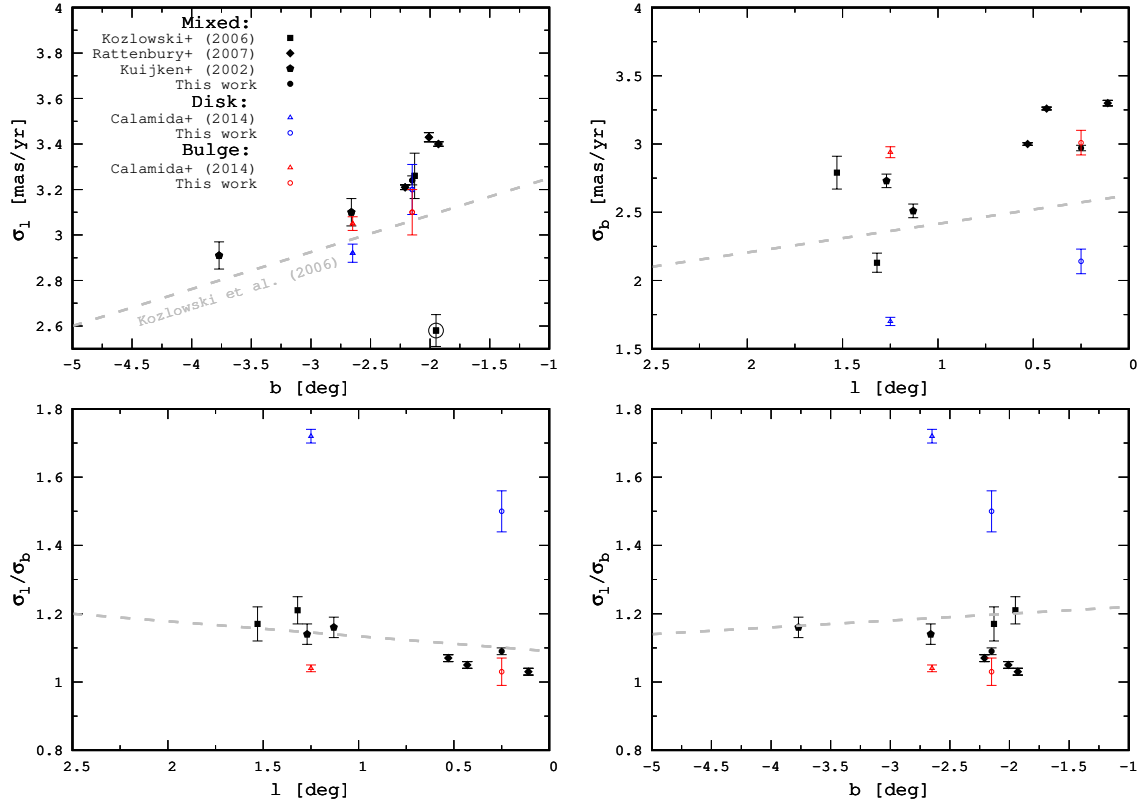 4
3.8
3.6
3.4
3.2
3
2.8
2.6
σl [mas/yr]
-5
-4.5
-4
-3.5
-3
-2.5
-2
-1.5
-1
b [deg]
Mixed:
Kozlowski+ (2006)
Rattenbury+ (2007)
Kuijken+ (2002)
This work
Disk:
Calamida+ (2014)
This work
Bulge:
Calamida+ (2014)
This work
Kozlowski et al. (2006)
4
3.5
3
2.5
2
1.5
σb [mas/yr]
2.5
2
1.5
1
0.5
0
l [deg]
1.8
1.6
1.4
1.2
1
0.8
σl/σb
2.5
2
1.5
1
0.5
0
l [deg]
1.8
1.6
1.4
1.2
1
0.8
σl/σb
-5
-4.5
-4
-3.5
-3
-2.5
-2
-1.5
-1
b [deg]